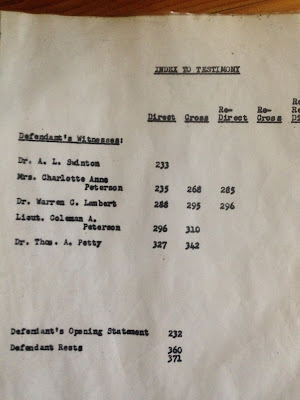 INDEX TO TESTIMONY
Re- Re- Re
Direct Cross Direct Cross
Defendant's Witnesses:
Dr. A. L. Swinton 233
Mrs. Charlotte Anne
Peterson 235 268 285
Dr. Warren C. Lambert 288 295 296
Lieut. Coleman A.
Peterson 296 310
Dr. Thos. A. Petty 327 342
Defendant's Opening Statement 232
Defendant Rests 360
371